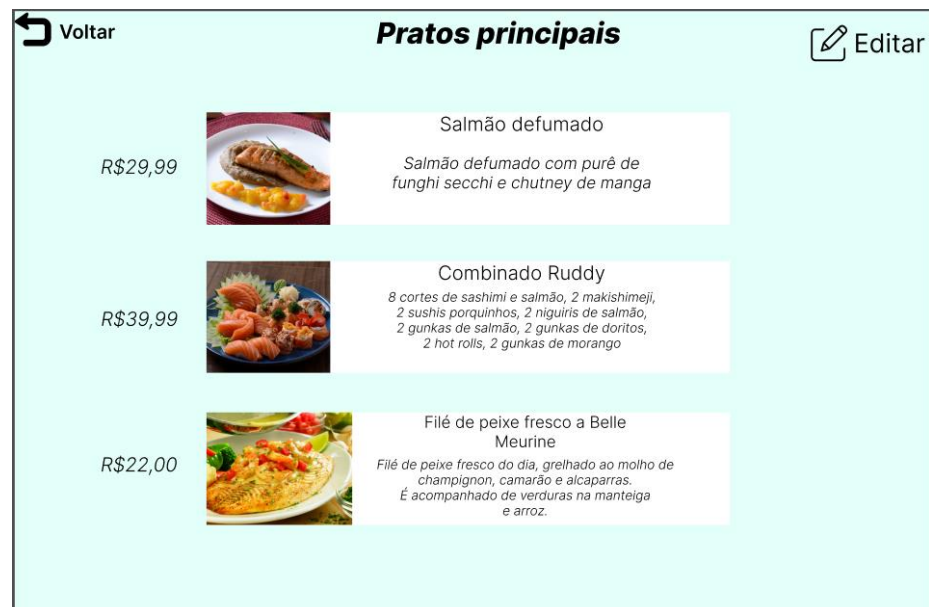 Voltar
Pratos principais
Editar
R$29,99
Salmão defumado
Salmão defumado com purê de
funghi secchi e chutney de manga
R$39,99
Combinado Ruddy
8 cortes de sashimi e salmão, 2 makishimeji,
2 sushis porquinhos, 2 niguiris de salmão,
2 gunkas de salmão, 2 gunkas de doritos,
2 hot rolls, 2 gunkas de morango
R$22,00
Filé de peixe fresco a Belle
Meurine
Filé de peixe fresco do dia, grelhado ao molho de
champignon, camarão e alcaparras.
É acompanhado de verduras na manteiga
e arroz.